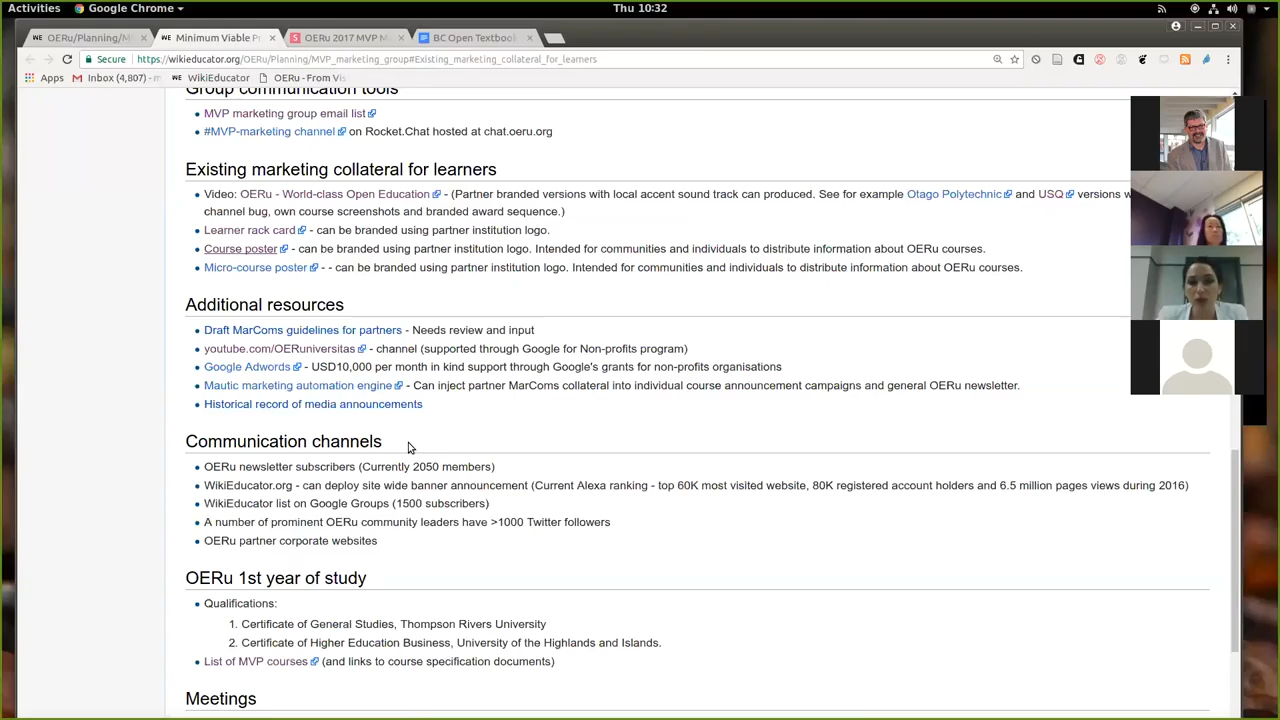 Activities
Google Chrome
Thu 10:32
OERu/Planning/M
Minimum Viable Pr
OERu 2017 MVP M
BC Open Textbook
Secure
https://wikieducator.org/OERu/Planning/MVP_marketing_group#Existing_marketing_collateral_for_learners
Apps
Inbox (4,807) - m
WikiEducator
OERu - From Vis
Group communication tools
MVP marketing group email list
#MVP-marketing channel on Rocket.Chat hosted at chat.oeru.org
Existing marketing collateral for learners
Video: OERu - World-class Open Education - (Partner branded versions with local accent sound track can produced. See for example Otago Polytechnic and USQ versions w
channel bug, own course screenshots and branded award sequence.)
Learner rack card - can be branded using partner institution logo.
Course poster - can be branded using partner institution logo. Intended for communities and individuals to distribute information about OERu courses.
Micro-course poster - - can be branded using partner institution logo. Intended for communities and individuals to distribute information about OERu courses.
Additional resources
Draft MarComs guidelines for partners - Needs review and input
youtube.com/OERuniversitas - channel (supported through Google for Non-profits program)
Google Adwords - USD10,000 per month in kind support through Google's grants for non-profits organisations
Mautic marketing automation engine - Can inject partner MarComs collateral into individual course announcement campaigns and general OERu newsletter.
Historical record of media announcements
Communication channels
OERu newsletter subscribers (Currently 2050 members)
WikiEducator.org - can deploy site wide banner announcement (Current Alexa ranking - top 60K most visited website, 80K registered account holders and 6.5 million pages views during 2016)
WikiEducator list on Google Groups (1500 subscribers)
A number of prominent OERu community leaders have >1000 Twitter followers
OERu partner corporate websites
OERu 1st year of study
Qualifications:
1. Certificate of General Studies, Thompson Rivers University
2. Certificate of Higher Education Business, University of the Highlands and Islands.
List of MVP courses (and links to course specification documents)
Meetings